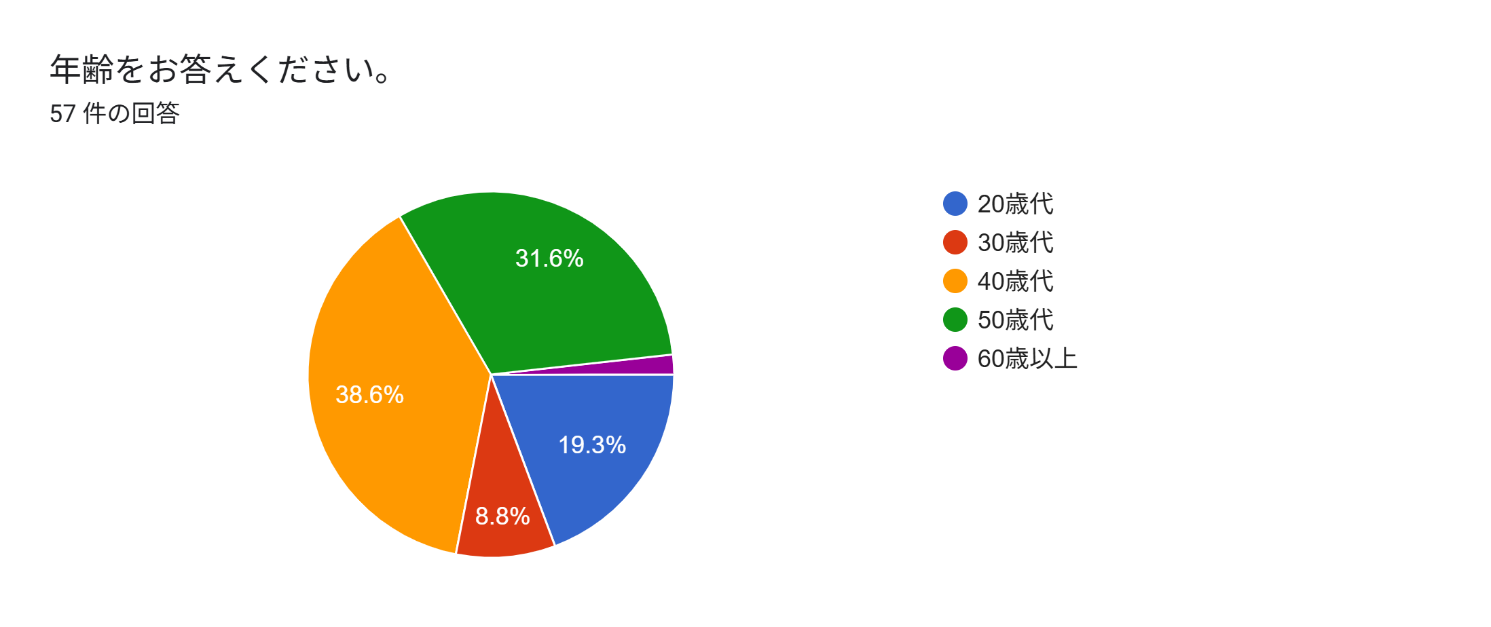 年齢をお答えください。
57 件の回答
31.6%
38.6%
19.3%
8.8%
20歳代
30歳代
40歳代
50歳代
60歳以上